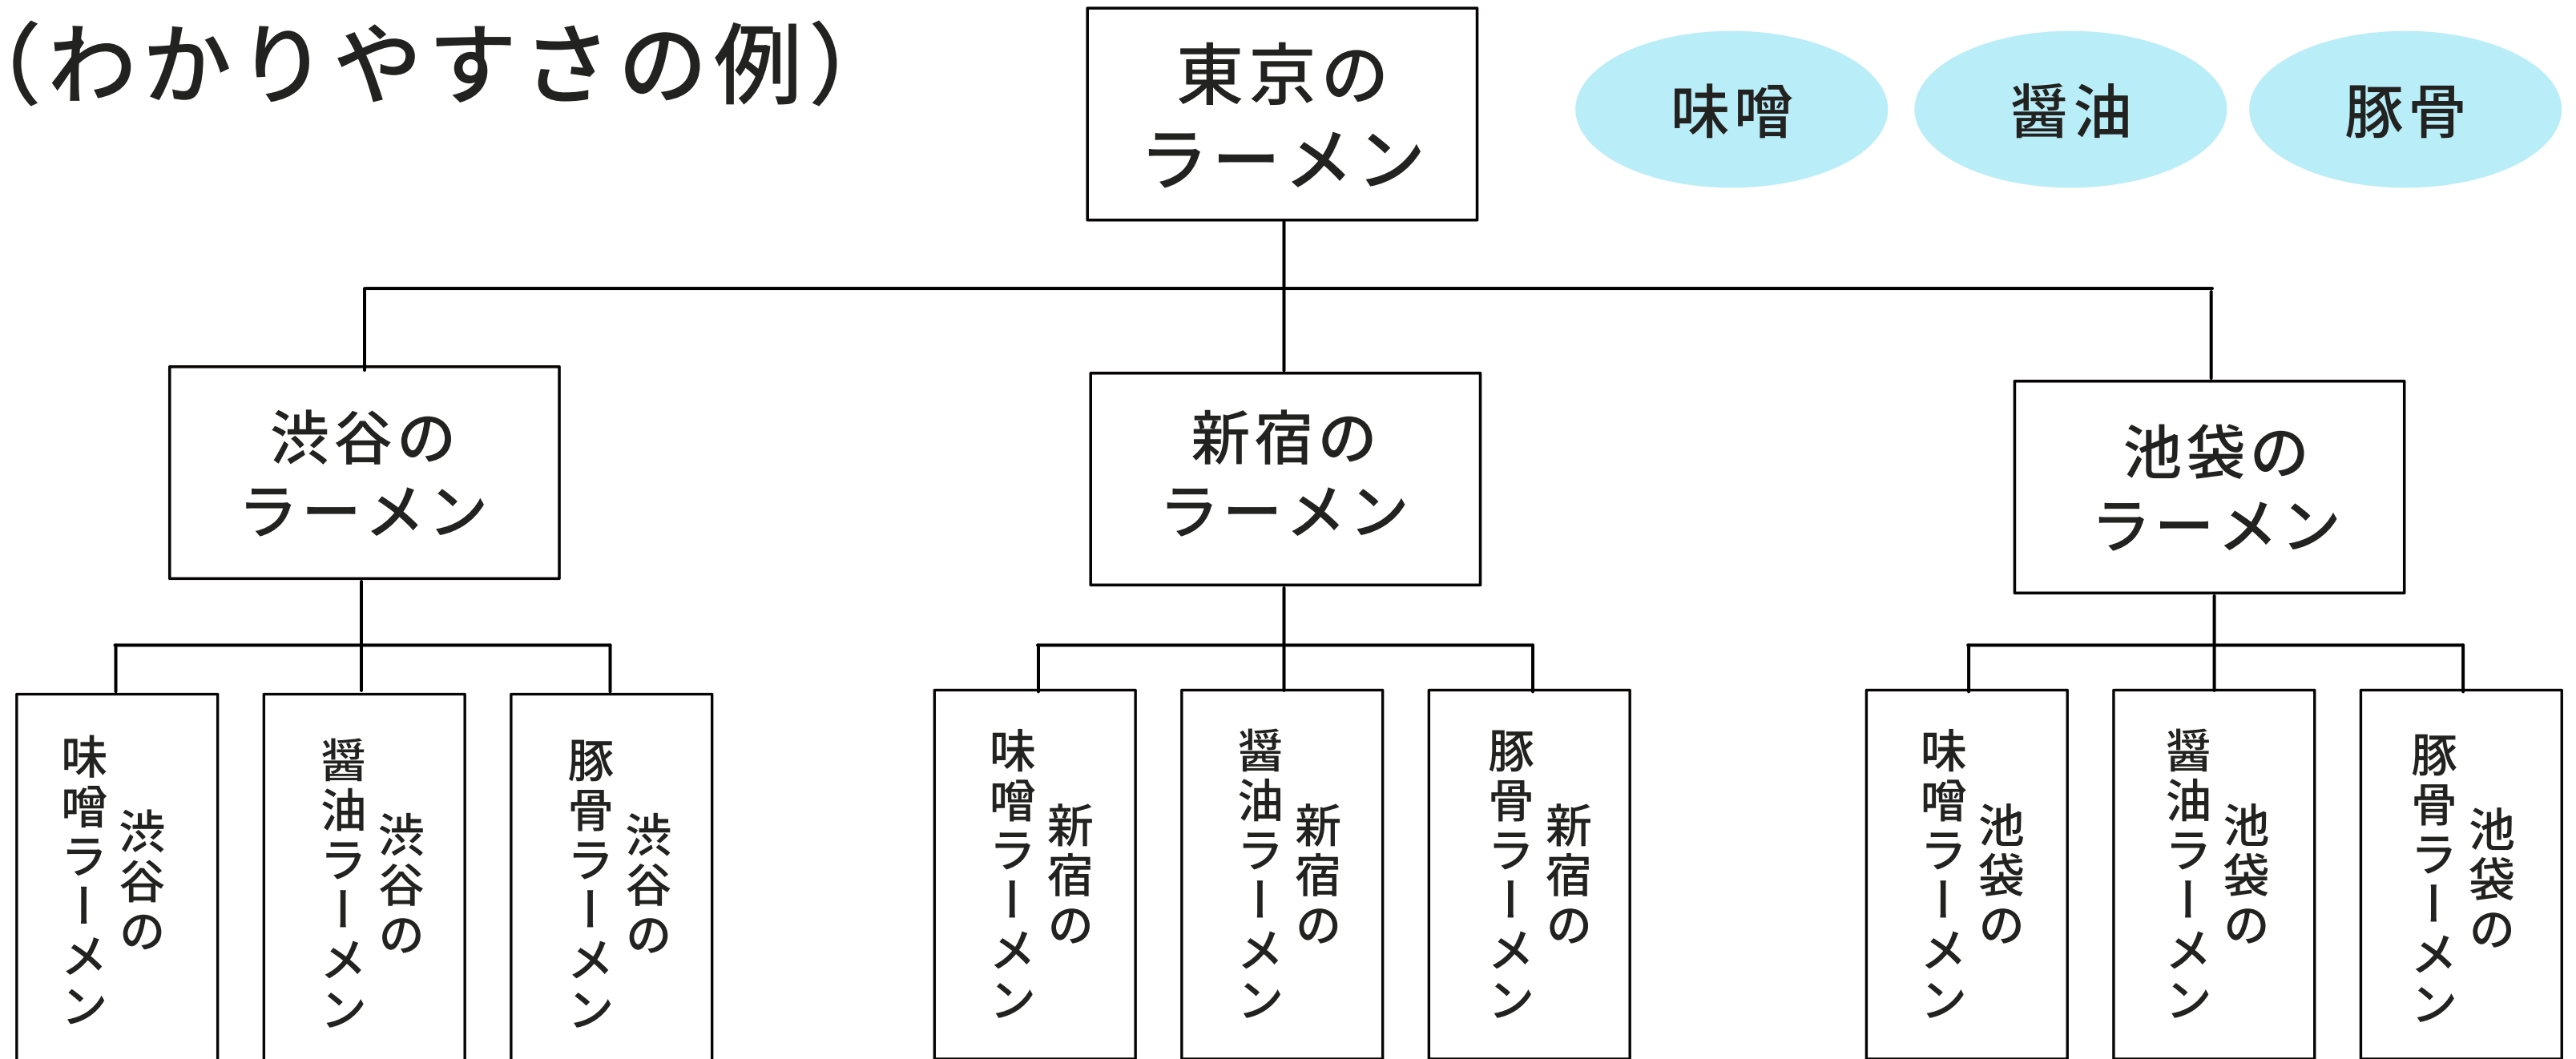 （わかりやすさの例）
東京の
ラーメン
味噌
醤油
豚骨
渋谷の
ラーメン
新宿の
ラーメン
池袋の
ラーメン
渋谷の
味噌ラーメン
渋谷の
醤油ラーメン
渋谷の
豚骨ラーメン
新宿の
味噌ラーメン
新宿の
醤油ラーメン
新宿の
豚骨ラーメン
池袋の
味噌ラーメン
池袋の
醤油ラーメン
池袋の
豚骨ラーメン